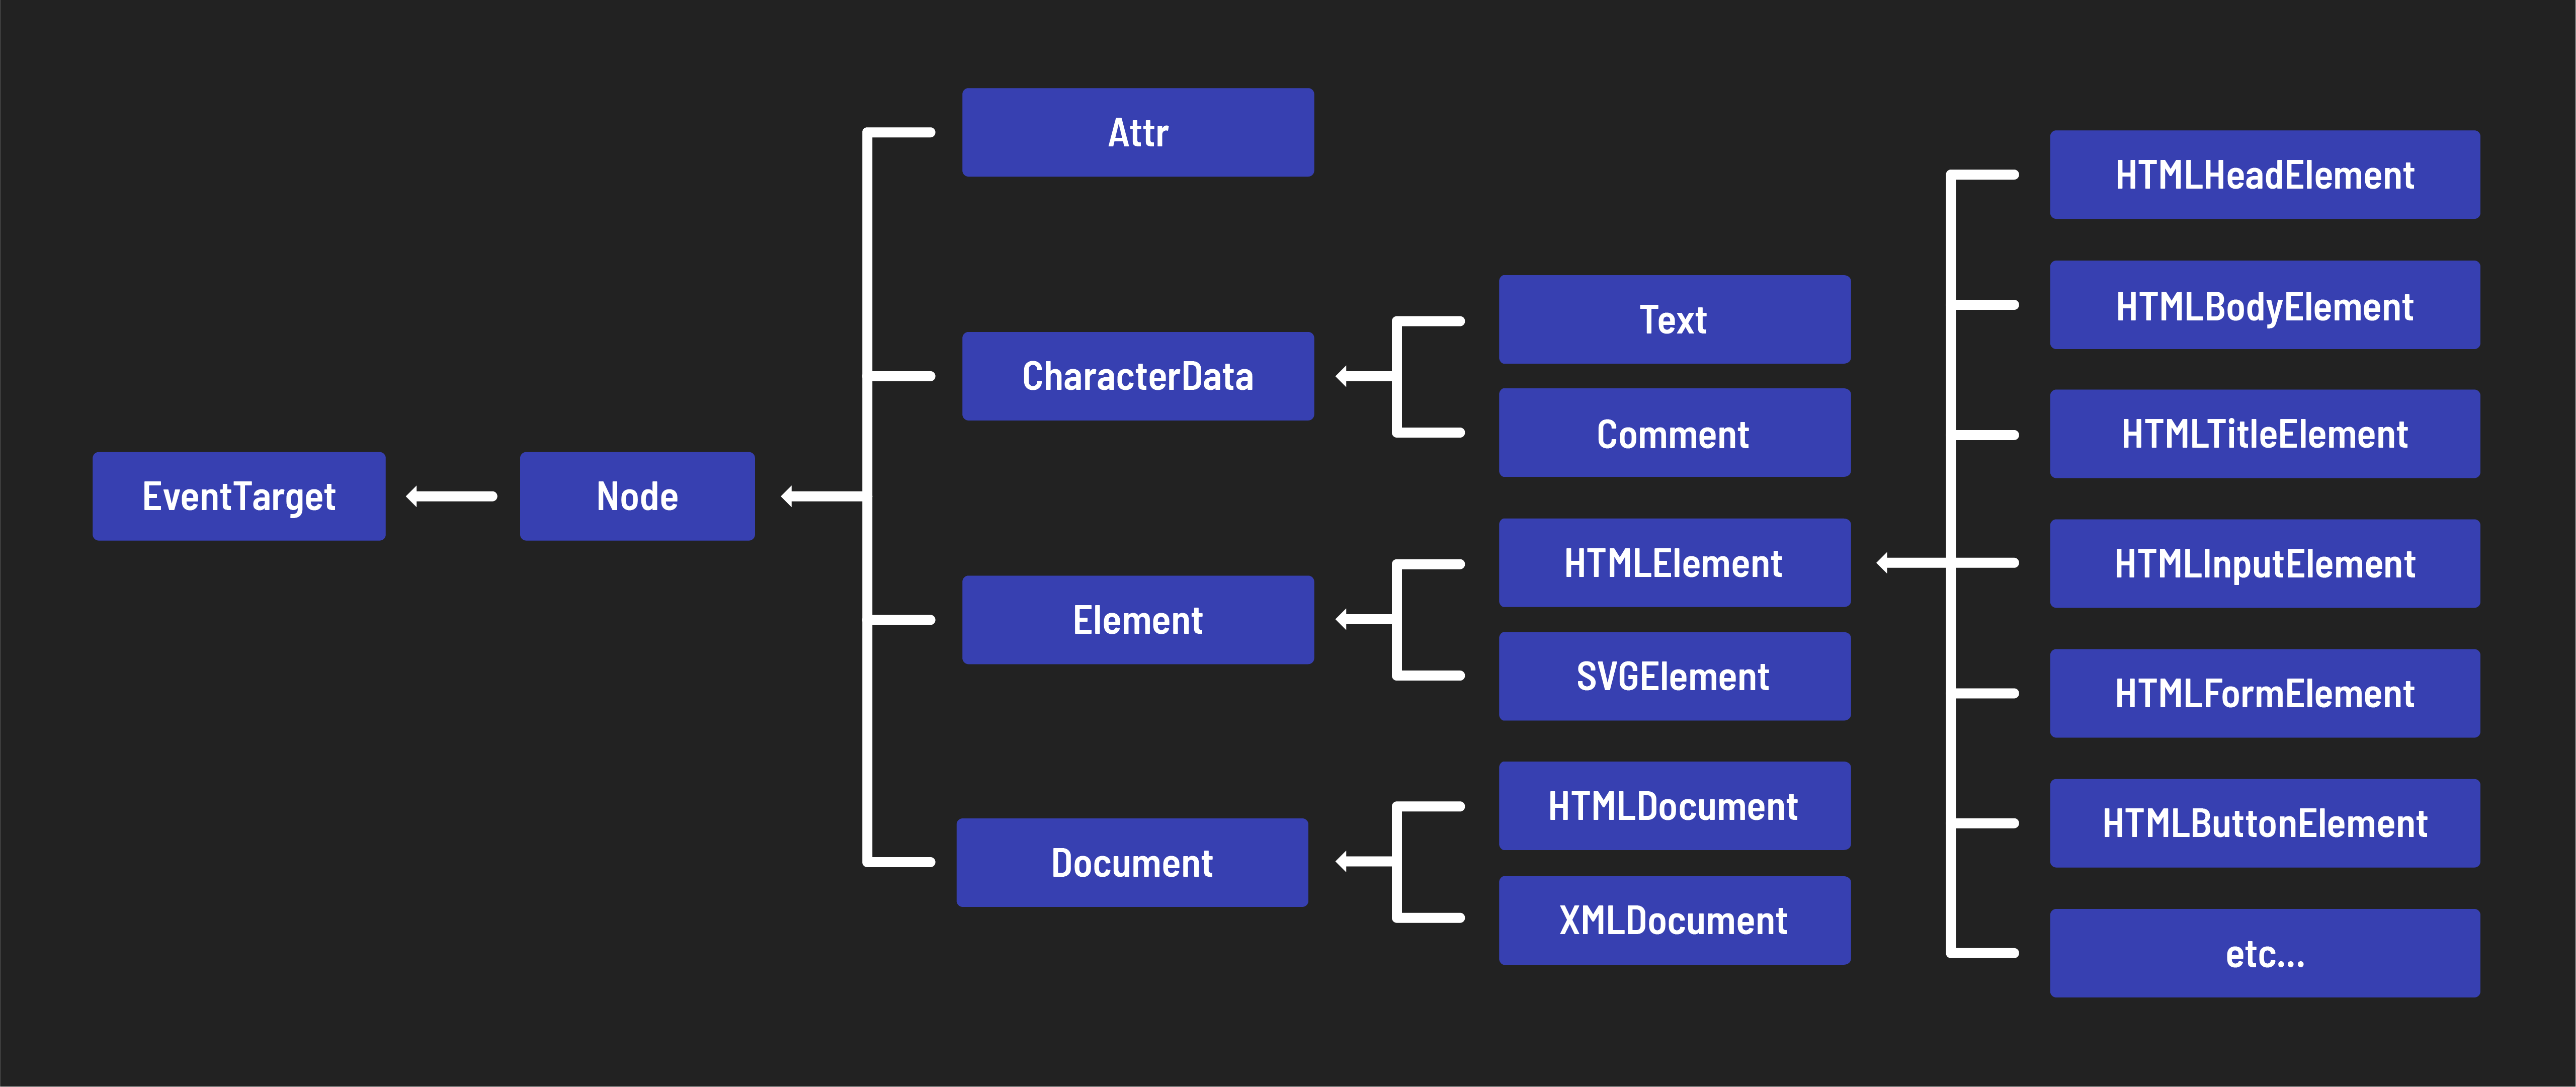 EventTarget
Node
Attr
CharacterData
Element
Document
Text
Comment
HTMLElement
SVGElement
HTMLDocument
XMLDocument
HTMLHeadElement
HTMLBodyElement
HTMLTitleElement
HTMLInputElement
HTMLFormElement
HTMLButtonElement
etc...